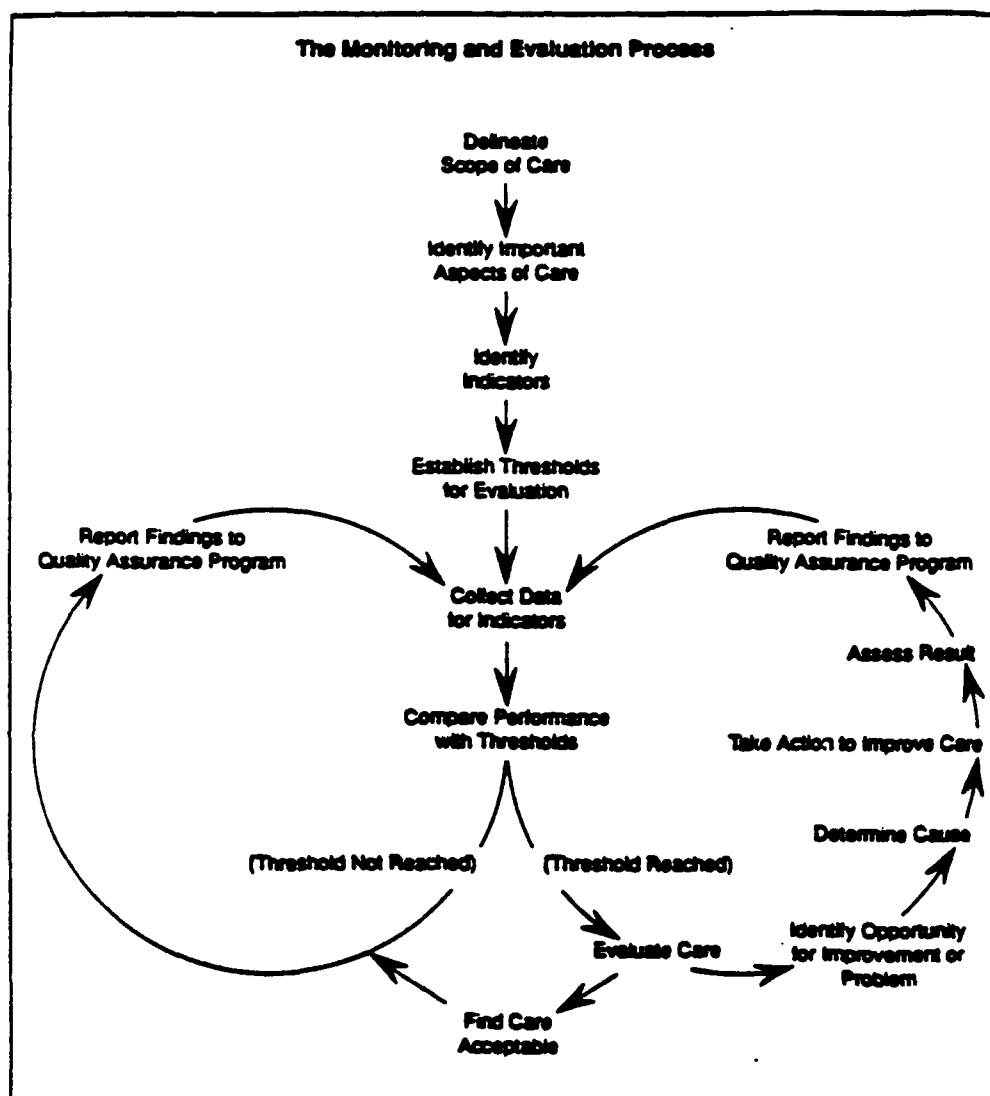 The Monitoring and Evaluation Process
Delineate
Scope of Care
Identify Important
Aspects of Care
Identify
Indicators
Establish Thresholds
for Evaluation
Report Findings to
Quality Assurance Program
Report Findings to
Quality Assurance Program
Collect Data
for Indicators
Assess Result
Compare Performance
with Thresholds
Take Action to Improve Care
Determine Cause
(Threshold Not Reached)
(Threshold Reached)
Identify Opportunity
for Improvement or
Problem
Evaluate Care
Find Care
Acceptable